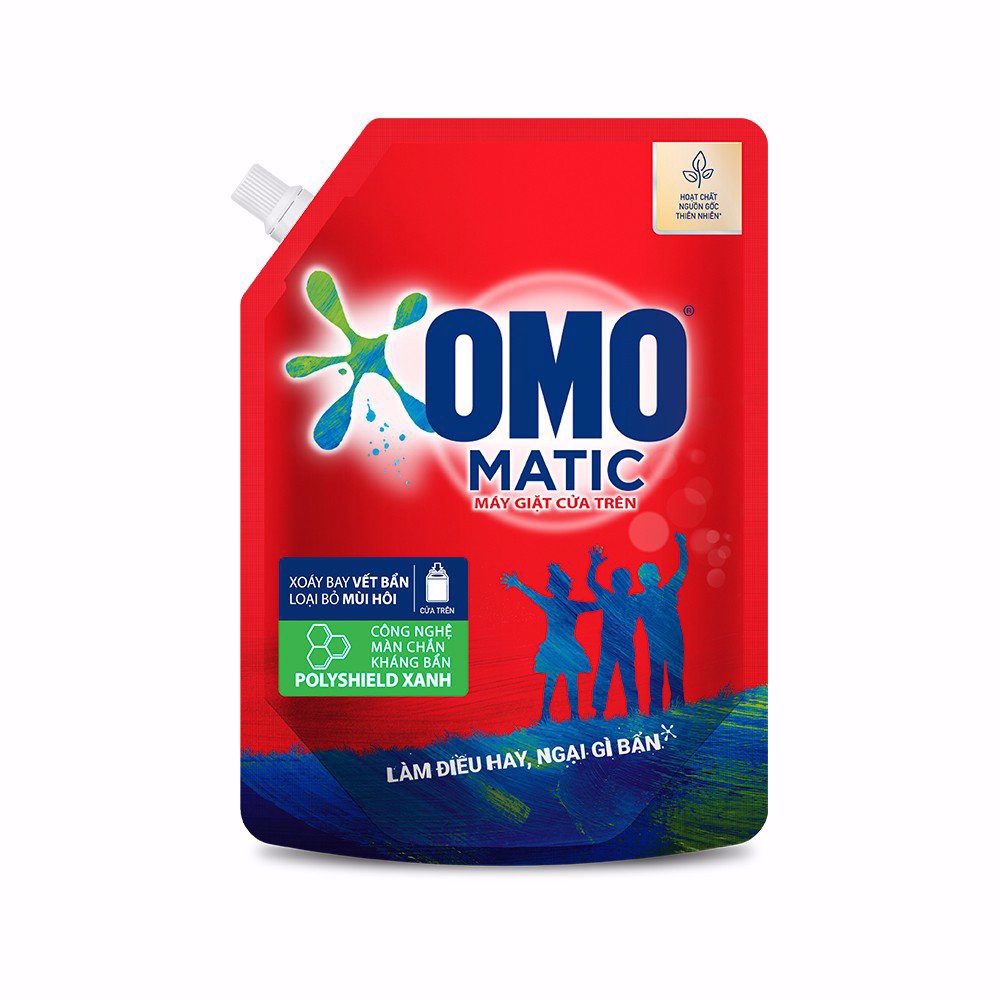 HOẠT CHẤT
NGUỒN GỐC
THIÊN NHIÊN*
OMO®
MATIC
MÁY GIẶT CỬA TRÊN
XOÁY BAY VẾT BẨN
LOẠI BỎ MÙI HÔI
CỬA TRÊN
CÔNG NGHỆ
MÀN CHẮN
KHÁNG BẨN
POLYSHIELD XANH
LÀM ĐIỀU HAY, NGẠI GÌ BẨN